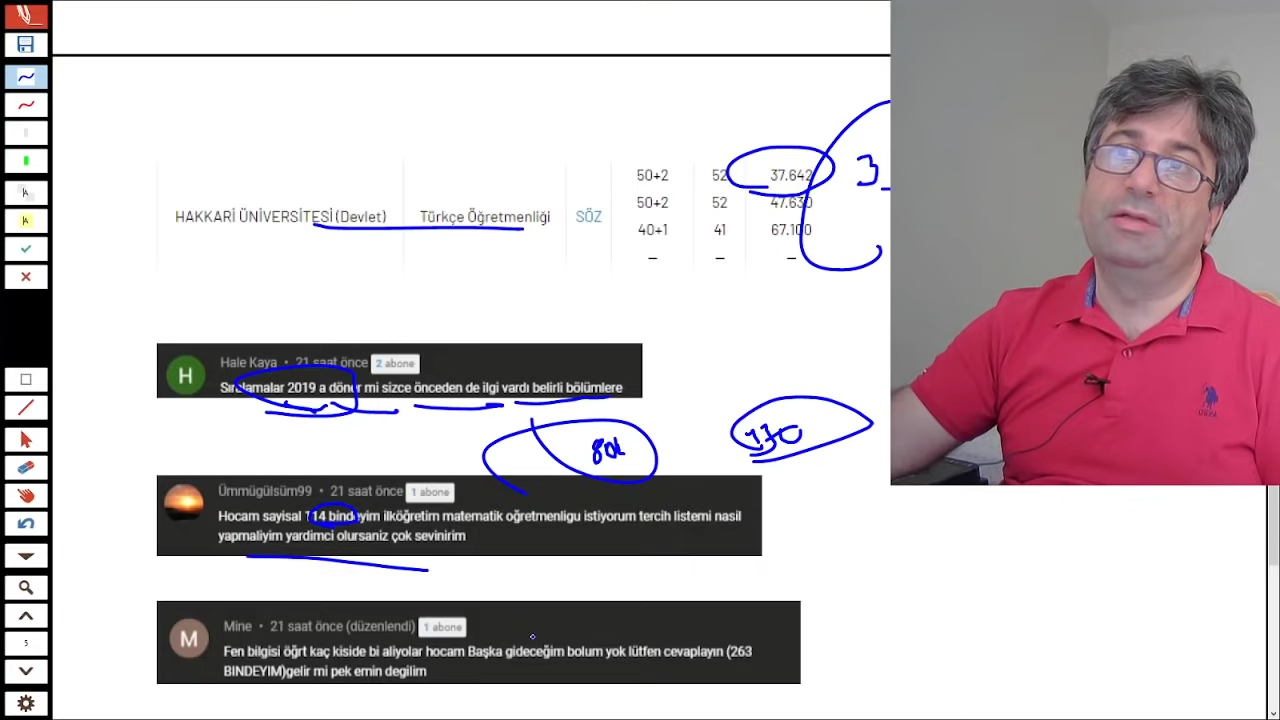 50+2 52 37.642
HAKKARİ ÜNİVERSİTESİ (Devlet) Türkçe Öğretmenliği SÖZ 50+2 52 47.630
40+1 41 67.100
– – –
3
H
Hale Kaya • 21 saat önce 2 abone
Sıralamalar 2019 a döner mi sizce önceden de ilgi vardı belirli bölümlere
170
Ümmügülsüm99 • 21 saat önce 1 abone
Hocam sayisal 114 bindeyim ilköğretim matematik oğretmenligu istiyorum tercih listemi nasil
yapmaliyim yardimci olursaniz çok sevinirim
M
Mine • 21 saat önce (düzenlendi) 1 abone
Fen bilgisi öğrt kaç kiside bi aliyolar hocam Başka gideceğim bolum yok lütfen cevaplayın (263
BINDEYIM)gelir mi pek emin degilim
5